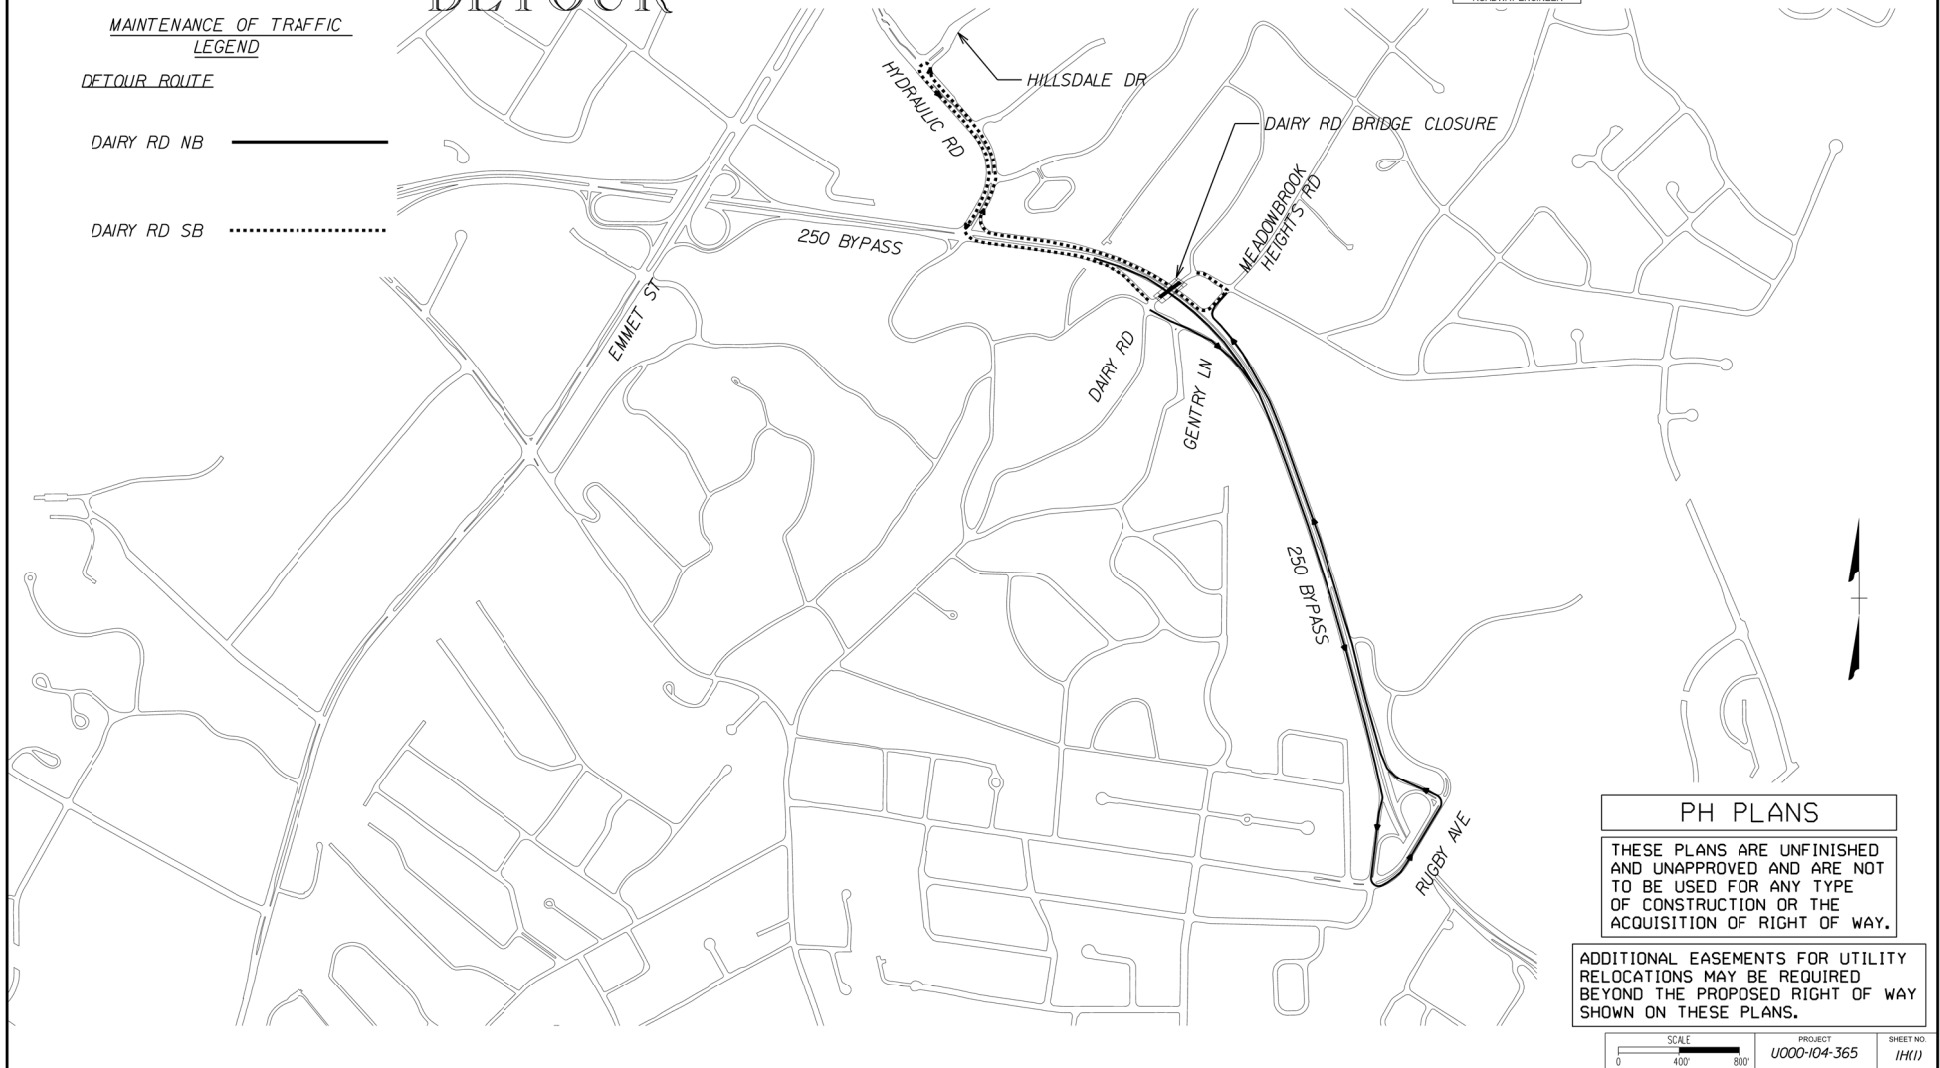 DETOUR
MAINTENANCE OF TRAFFIC
LEGEND
DETOUR ROUTE
DAIRY RD NB
DAIRY RD SB
HILLSDALE DR
HYDRAULIC RD
DAIRY RD BRIDGE CLOSURE
MEADOWBROOK
HEIGHTS RD
250 BYPASS
EMMET ST
DAIRY RD
GENTRY LN
250 BYPASS
RUGBY AVE
PH PLANS
THESE PLANS ARE UNFINISHED
AND UNAPPROVED AND ARE NOT
TO BE USED FOR ANY TYPE
OF CONSTRUCTION OR THE
ACQUISITION OF RIGHT OF WAY.
ADDITIONAL EASEMENTS FOR UTILITY
RELOCATIONS MAY BE REQUIRED
BEYOND THE PROPOSED RIGHT OF WAY
SHOWN ON THESE PLANS.
SCALE
0 400' 800'
PROJECT
U000-104-365
SHEET NO.
1H(1)